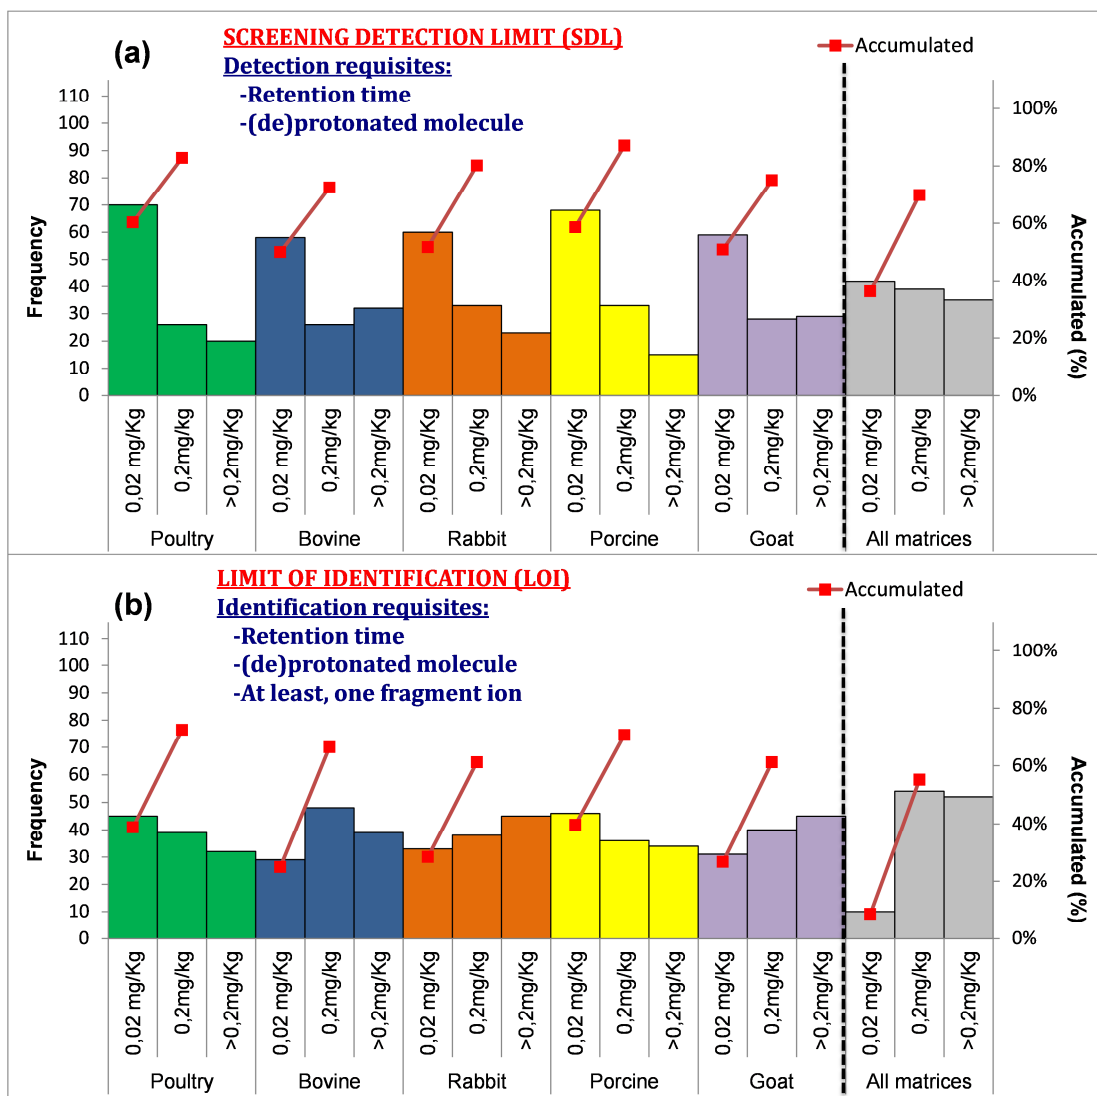 (a)
SCREENING DETECTION LIMIT (SDL)
Detection requisites:
-Retention time
-(de)protonated molecule
Accumulated
Frequency
110
100
90
80
70
60
50
40
30
20
10
0
100%
80%
60%
40%
20%
0%
Accumulated (%)
0,02 mg/Kg
0,2mg/Kg
>0,2mg/Kg
0,02 mg/Kg
0,2mg/Kg
>0,2mg/Kg
0,02 mg/Kg
0,2mg/Kg
>0,2mg/Kg
0,02 mg/Kg
0,2mg/Kg
>0,2mg/Kg
0,02 mg/Kg
0,2mg/Kg
>0,2mg/Kg
0,02 mg/Kg
0,2mg/Kg
>0,2mg/Kg
Poultry
Bovine
Rabbit
Porcine
Goat
All matrices
(b)
LIMIT OF IDENTIFICATION (LOI)
Identification requisites:
-Retention time
-(de)protonated molecule
-At least, one fragment ion
Accumulated
Frequency
110
100
90
80
70
60
50
40
30
20
10
0
100%
80%
60%
40%
20%
0%
Accumulated (%)
0,02 mg/Kg
0,2mg/kg
>0,2mg/Kg
0,02 mg/Kg
0,2mg/kg
>0,2mg/Kg
0,02 mg/Kg
0,2mg/kg
>0,2mg/Kg
0,02 mg/Kg
0,2mg/kg
>0,2mg/Kg
0,02 mg/Kg
0,2mg/kg
>0,2mg/Kg
0,02 mg/Kg
0,2mg/kg
>0,2mg/Kg
Poultry
Bovine
Rabbit
Porcine
Goat
All matrices